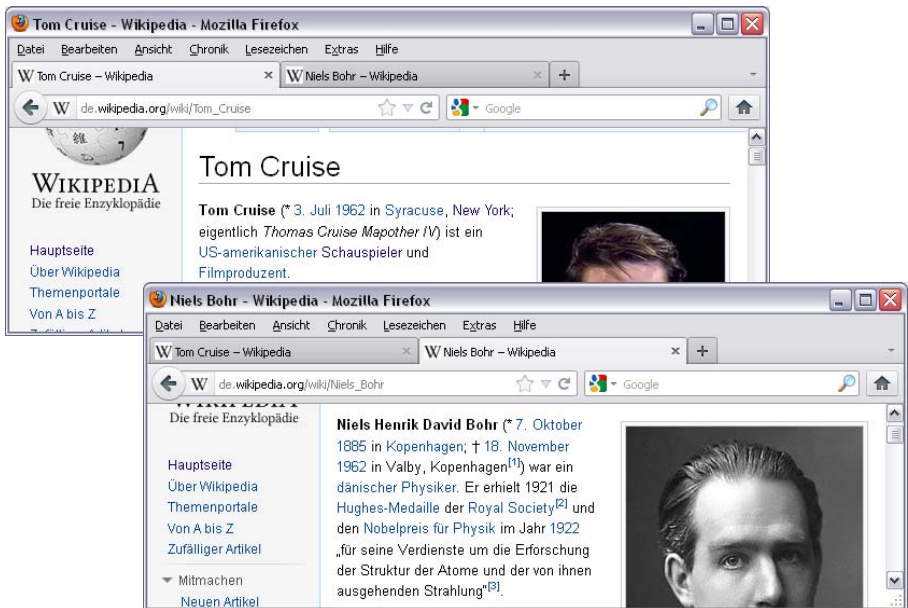 Tom Cruise - Wikipedia - Mozilla Firefox
Datei Bearbeiten Ansicht Chronik Lesezeichen Extras Hilfe
W Tom Cruise – Wikipedia × W Niels Bohr – Wikipedia × +
W de.wikipedia.org/wiki/Tom_Cruise Google
WIKIPEDIA
Die freie Enzyklopädie
Hauptseite
Über Wikipedia
Themenportale
Von A bis Z
Tom Cruise
Tom Cruise (* 3. Juli 1962 in Syracuse, New York;
eigentlich Thomas Cruise Mapother IV) ist ein
US-amerikanischer Schauspieler und
Filmproduzent.
Niels Bohr - Wikipedia - Mozilla Firefox
Datei Bearbeiten Ansicht Chronik Lesezeichen Extras Hilfe
W Tom Cruise – Wikipedia × W Niels Bohr – Wikipedia × +
W de.wikipedia.org/wiki/Niels_Bohr Google
WIKIPEDIA
Die freie Enzyklopädie
Hauptseite
Über Wikipedia
Themenportale
Von A bis Z
Zufälliger Artikel
Mitmachen
Neuen Artikel
Niels Henrik David Bohr (* 7. Oktober
1885 in Kopenhagen; † 18. November
1962 in Valby, Kopenhagen[1]) war ein
dänischer Physiker. Er erhielt 1921 die
Hughes-Medaille der Royal Society[2] und
den Nobelpreis für Physik im Jahr 1922
„für seine Verdienste um die Erforschung
der Struktur der Atome und der von ihnen
ausgehenden Strahlung“[3].